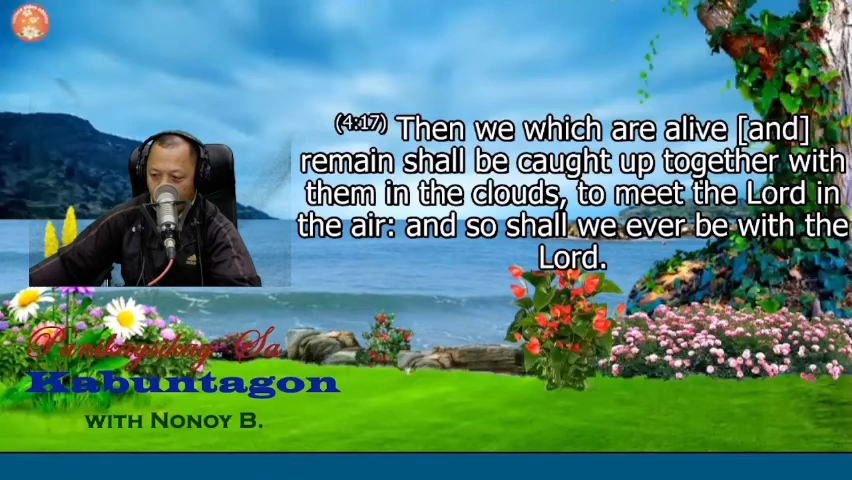 (4:17) Then we which are alive [and]
remain shall be caught up together with
them in the clouds, to meet the Lord in
the air: and so shall we ever be with the
Lord.
Panikaysikay Sa
Kabuntagon
WITH NONOY B.